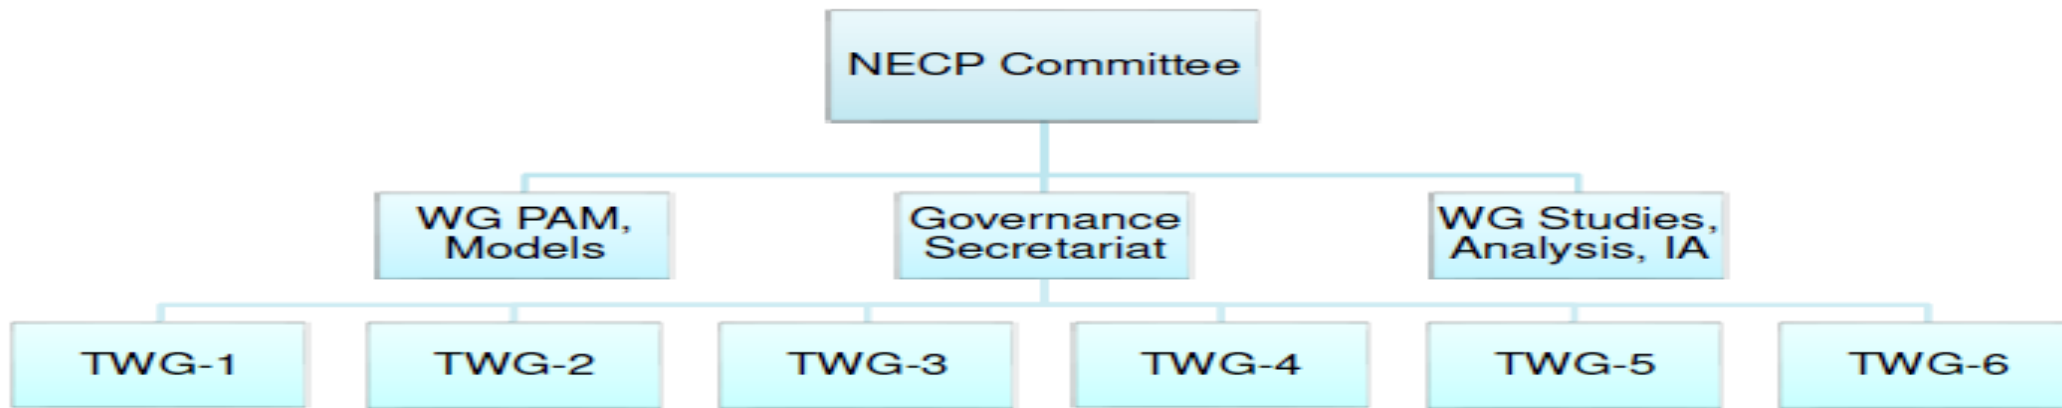 NECP Committee
WG PAM,
Models
Governance
Secretariat
WG Studies,
Analysis, IA
TWG-1
TWG-2
TWG-3
TWG-4
TWG-5
TWG-6